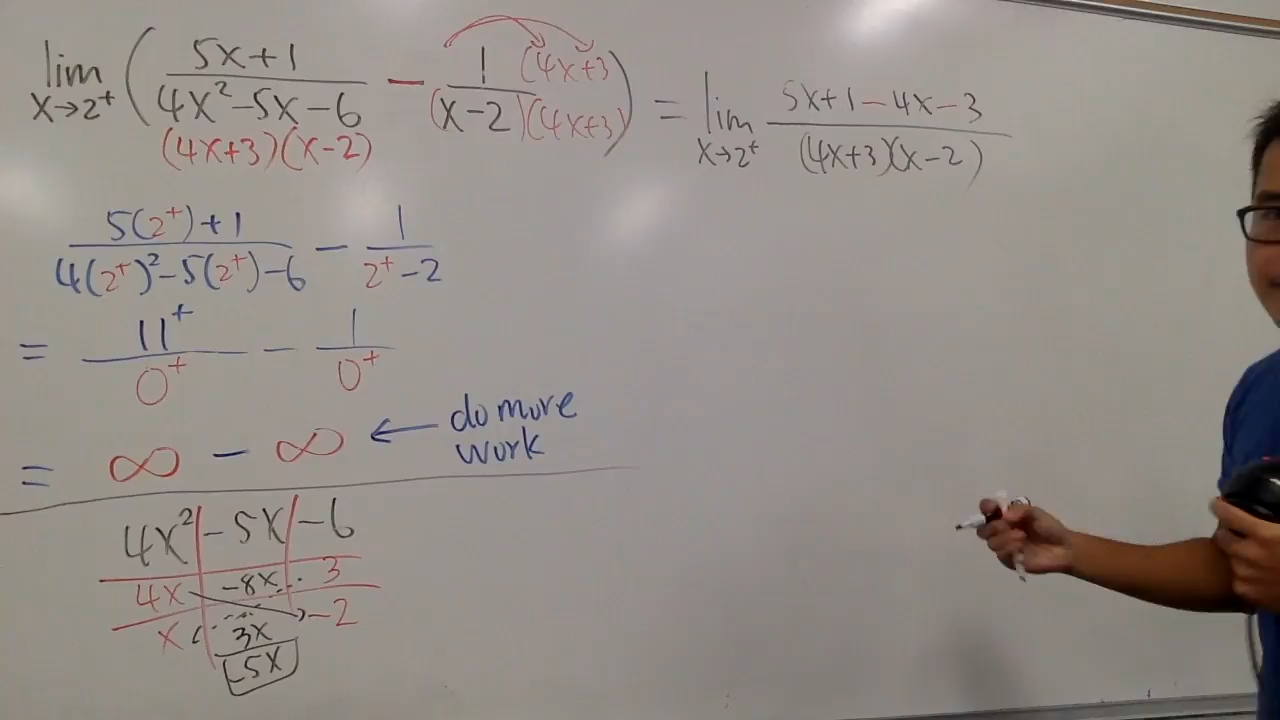 lim x→2⁺ ( (5x+1)/(4x²-5x-6) − 1/(x-2) (4x+3)/(4x+3) ) = lim x→2⁺ (5x+1-4x-3)/((4x+3)(x-2))
(4x+3)(x-2)
(5(2⁺)+1)/(4(2⁺)²-5(2⁺)-6) − 1/(2⁺-2)
= 11⁺/0⁺ − 1/0⁺
= ∞ − ∞ ← do more work
4x² | -5x | -6
4x | -8x | 3
x | 3x | -2
-5x